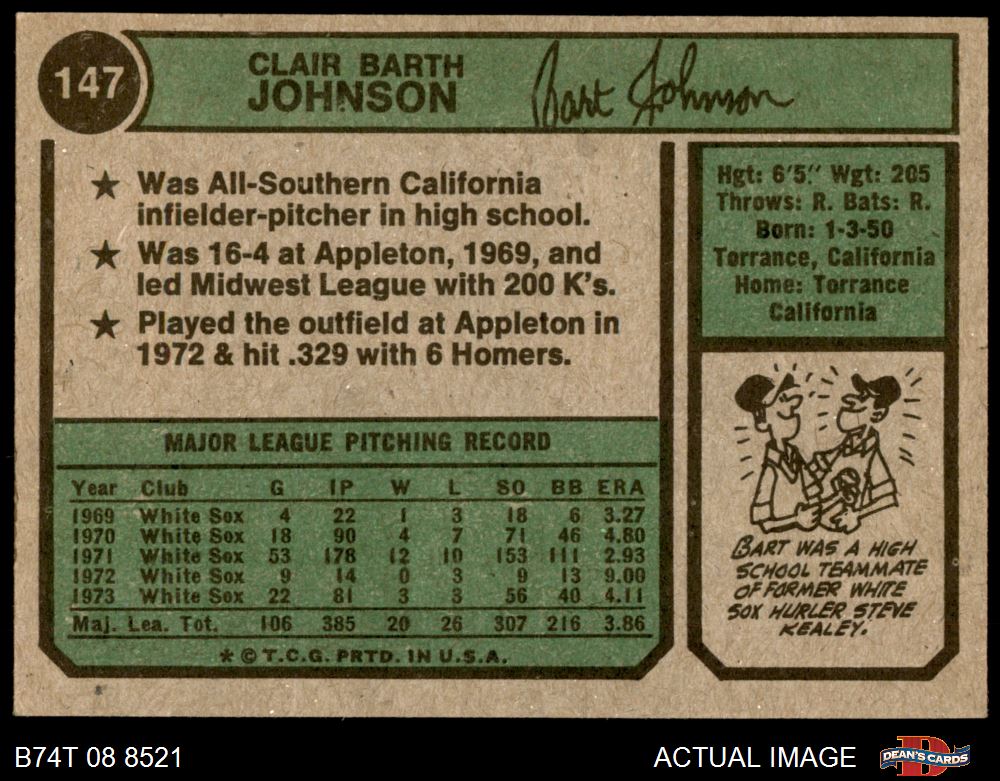 147
CLAIR BARTH
JOHNSON
Bart Johnson
★ Was All-Southern California
infielder-pitcher in high school.
★ Was 16-4 at Appleton, 1969, and
led Midwest League with 200 K's.
★ Played the outfield at Appleton in
1972 & hit .329 with 6 Homers.
Hgt: 6'5" Wgt: 205
Throws: R. Bats: R.
Born: 1-3-50
Torrance, California
Home: Torrance
California
MAJOR LEAGUE PITCHING RECORD
Year Club G IP W L SO BB ERA
1969 White Sox 4 22 1 3 18 6 3.27
1970 White Sox 18 90 4 7 71 46 4.80
1971 White Sox 53 178 12 10 153 111 2.93
1972 White Sox 9 14 0 3 9 13 9.00
1973 White Sox 22 81 3 3 56 40 4.11
Maj. Lea. Tot. 106 385 20 26 307 216 3.86
* © T.C.G. PRTD. IN U.S.A.
BART WAS A HIGH
SCHOOL TEAMMATE
OF FORMER WHITE
SOX HURLER STEVE
KEALEY.
B74T 08 8521
ACTUAL IMAGE
D
DEAN'S CARDS